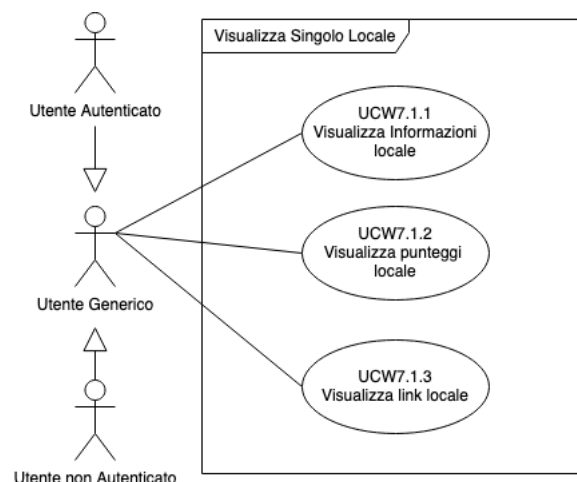 Visualizza Singolo Locale
Utente Autenticato
UCW7.1.1
Visualizza Informazioni
locale
Utente Generico
UCW7.1.2
Visualizza punteggi
locale
UCW7.1.3
Visualizza link locale
Utente non Autenticato